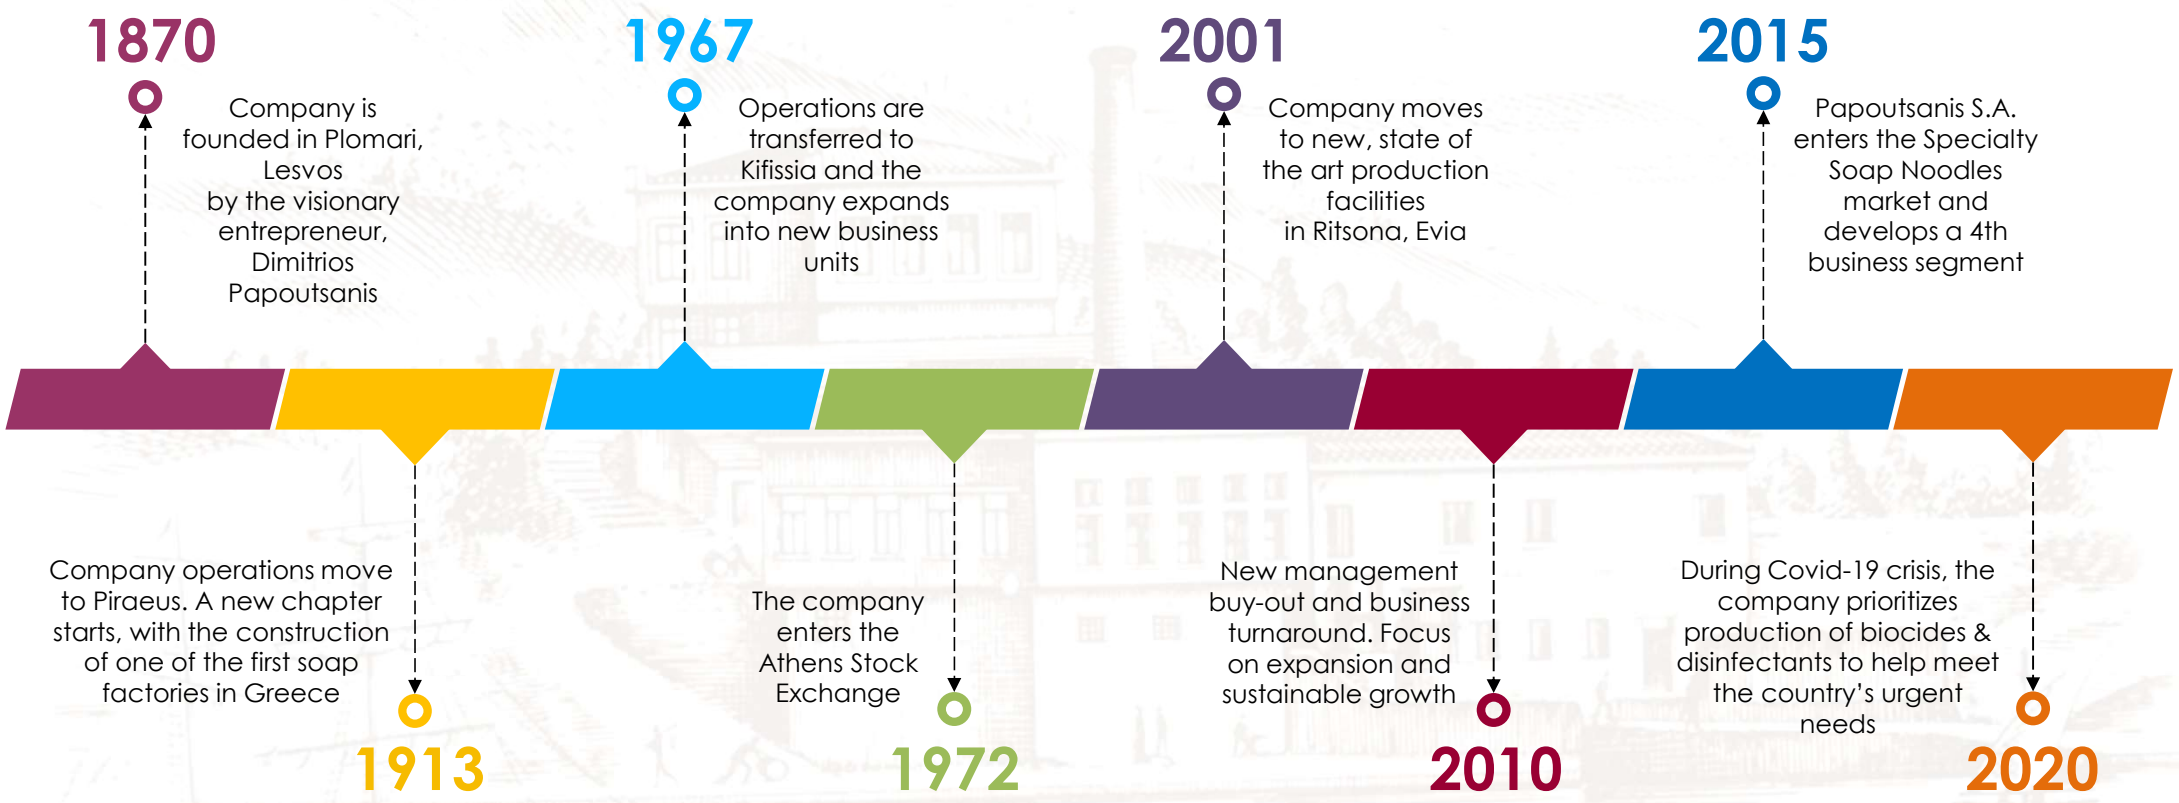 1870
Company is
founded in Plomari,
Lesvos
by the visionary
entrepreneur,
Dimitrios
Papoutsanis
1967
Operations are
transferred to
Kifissia and the
company expands
into new business
units
2001
Company moves
to new, state of
the art production
facilities
in Ritsona, Evia
2015
Papoutsanis S.A.
enters the Specialty
Soap Noodles
market and
develops a 4th
business segment
Company operations move
to Piraeus. A new chapter
starts, with the construction
of one of the first soap
factories in Greece
1913
The company
enters the
Athens Stock
Exchange
1972
New management
buy-out and business
turnaround. Focus
on expansion and
sustainable growth
2010
During Covid-19 crisis, the
company prioritizes
production of biocides &
disinfectants to help meet
the country’s urgent
needs
2020